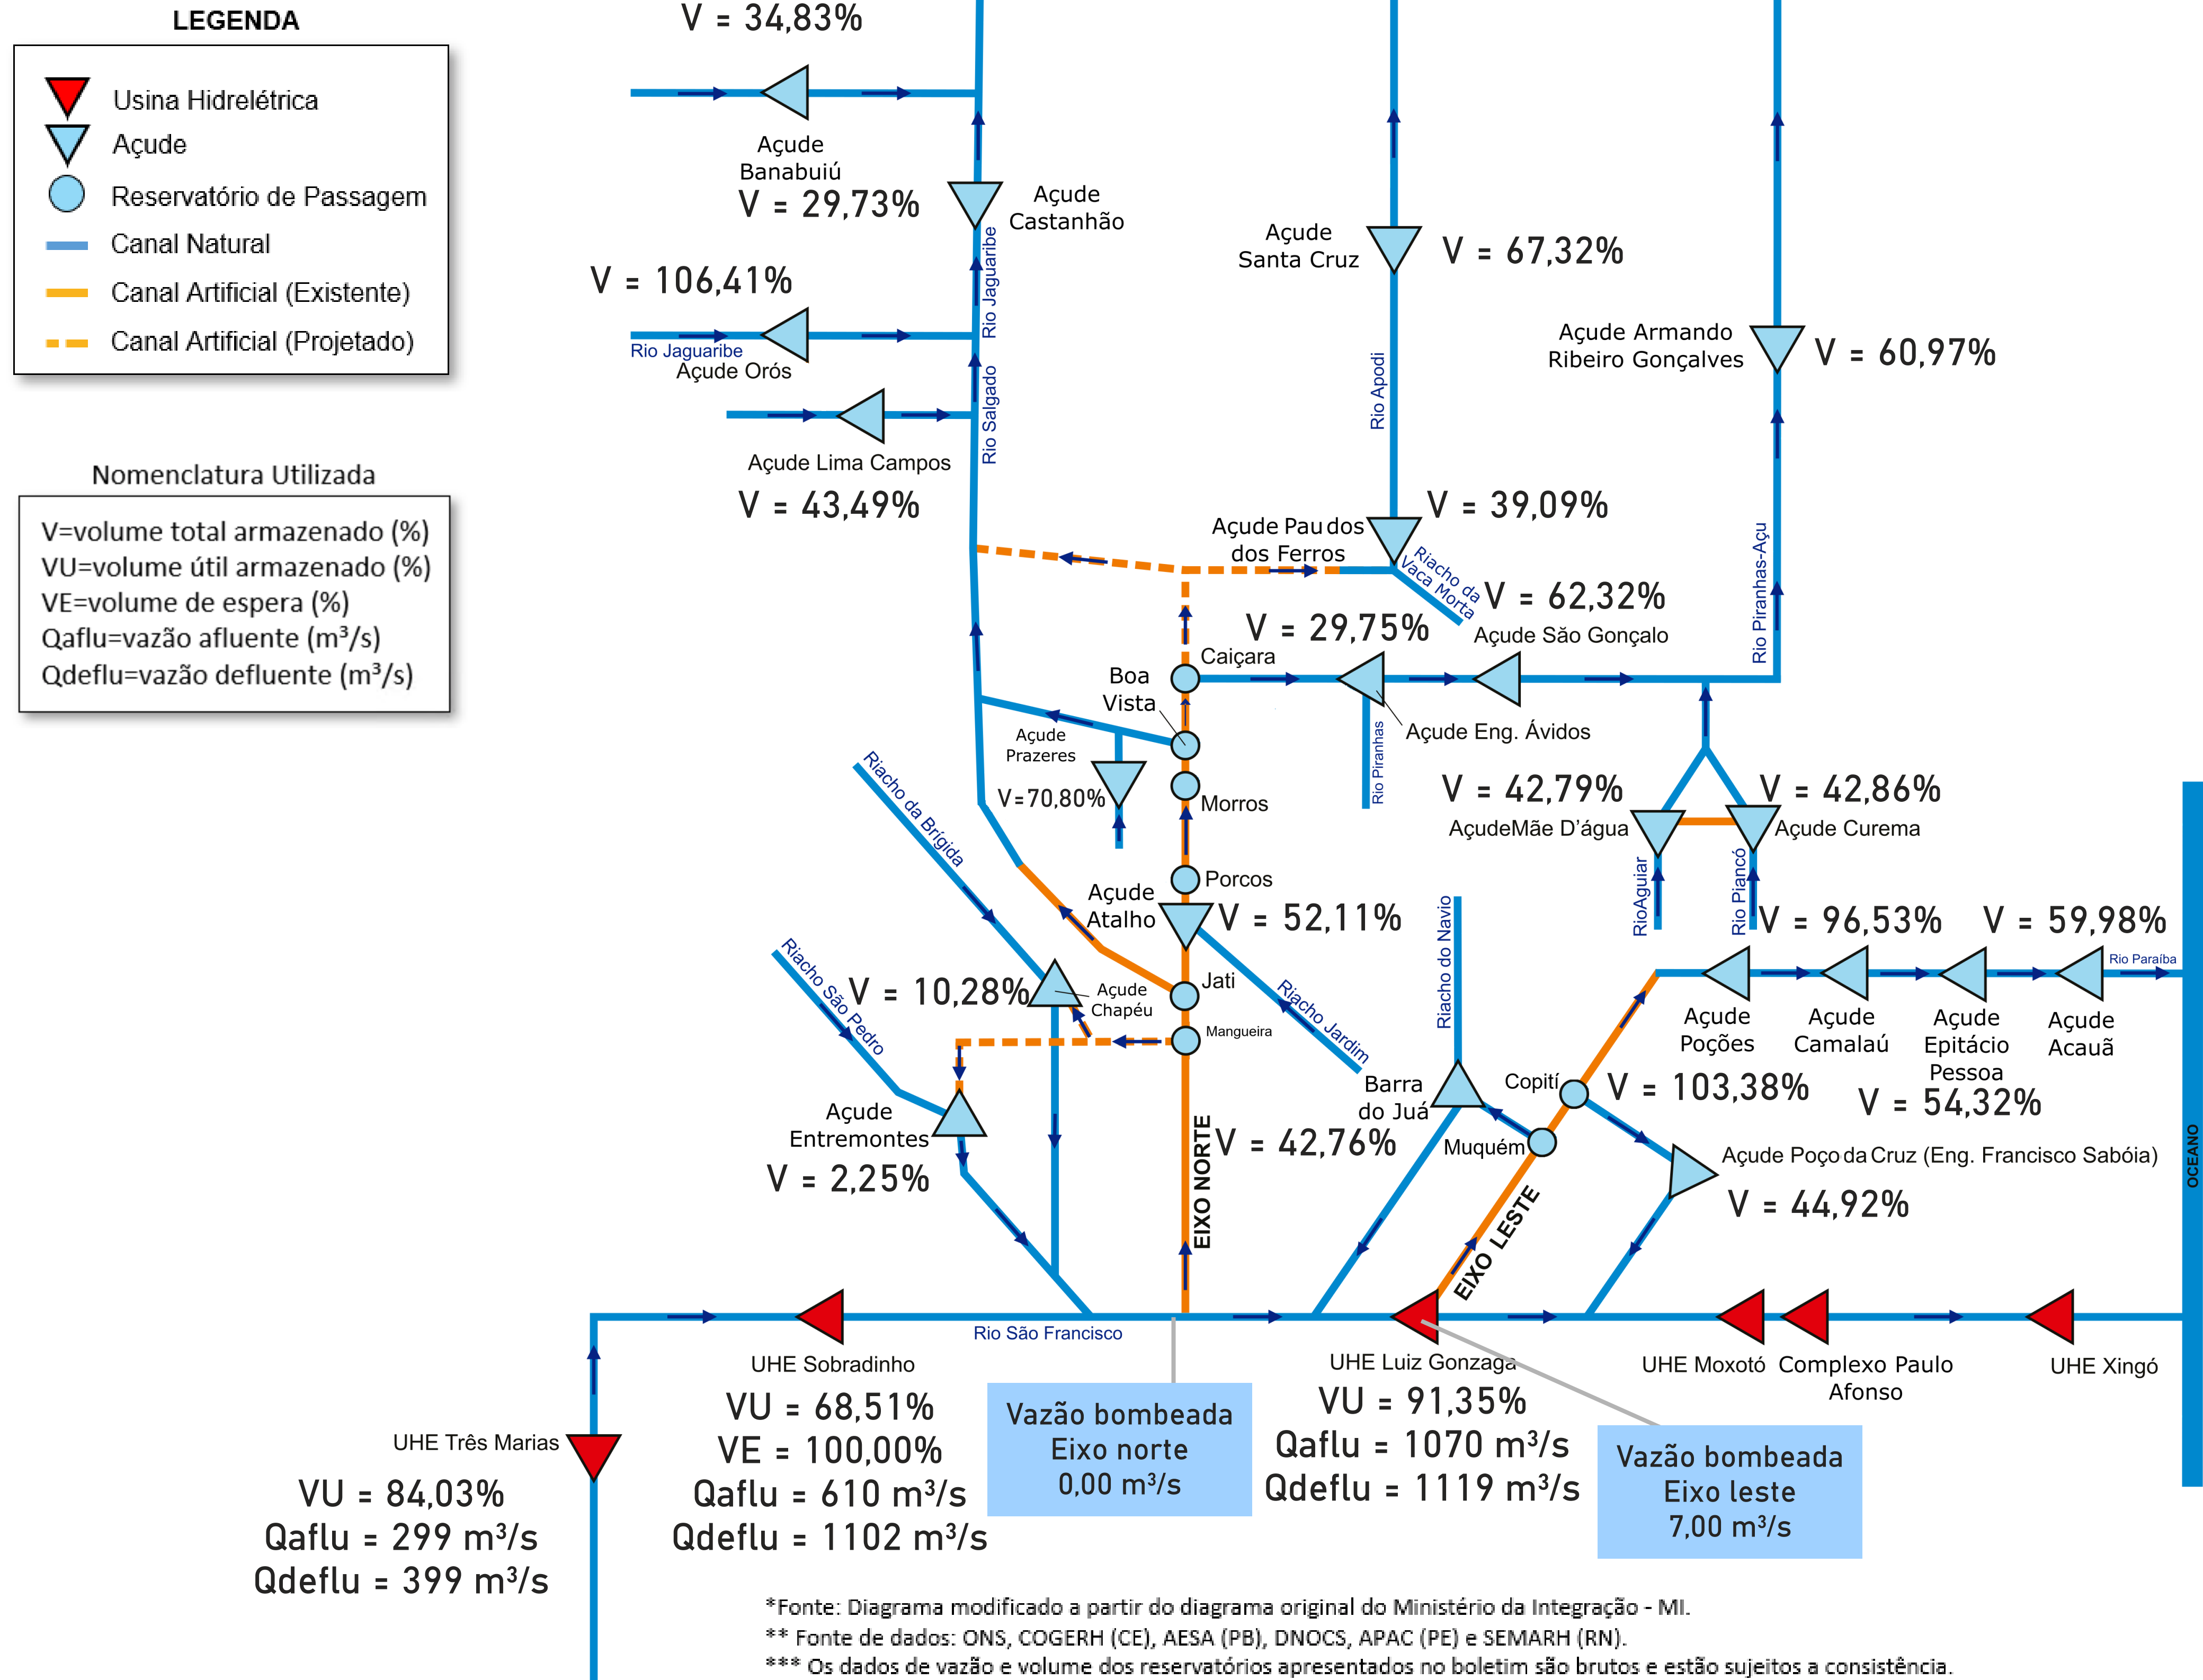 LEGENDA
Usina Hidrelétrica
Açude
Reservatório de Passagem
Canal Natural
Canal Artificial (Existente)
Canal Artificial (Projetado)
Nomenclatura Utilizada
V=volume total armazenado (%)
VU=volume útil armazenado (%)
VE=volume de espera (%)
Qaflu=vazão afluente (m³/s)
Qdeflu=vazão defluente (m³/s)
V = 34,83%
Açude
Banabuiú
V = 29,73%
Açude
Castanhão
Rio Jaguaribe
V = 106,41%
Rio Jaguaribe
Açude Orós
Rio Salgado
Açude Lima Campos
V = 43,49%
Açude
Santa Cruz
V = 67,32%
Rio Apodi
Açude Armando
Ribeiro Gonçalves
V = 60,97%
Rio Piranhas-Açu
V = 39,09%
Açude Pau dos
dos Ferros
Riacho da
Vaca Morta
V = 62,32%
Açude São Gonçalo
V = 29,75%
Caiçara
Boa
Vista
Açude Eng. Ávidos
Rio Piranhas
Açude
Prazeres
V=70,80%
Morros
Porcos
Açude
Atalho
V = 52,11%
Jati
Mangueira
Riacho Jardim
Riacho da Brígida
Riacho São Pedro
V = 10,28%
Açude
Chapéu
Açude
Entremontes
V = 2,25%
EIXO NORTE
V = 42,79%
AçudeMãe D'água
V = 42,86%
Açude Curema
RioAguiar
Rio Piancó
V = 96,53%
V = 59,98%
Rio Paraíba
Açude
Poções
Açude
Camalaú
Açude
Epitácio
Pessoa
Açude
Acauã
V = 103,38%
V = 54,32%
Riacho do Navio
Barra
do Juá
V = 42,76%
Copití
Muquém
Açude Poço da Cruz (Eng. Francisco Sabóia)
V = 44,92%
EIXO LESTE
OCEANO
Rio São Francisco
UHE Três Marias
VU = 84,03%
Qaflu = 299 m³/s
Qdeflu = 399 m³/s
UHE Sobradinho
VU = 68,51%
VE = 100,00%
Qaflu = 610 m³/s
Qdeflu = 1102 m³/s
Vazão bombeada
Eixo norte
0,00 m³/s
UHE Luiz Gonzaga
VU = 91,35%
Qaflu = 1070 m³/s
Qdeflu = 1119 m³/s
Vazão bombeada
Eixo leste
7,00 m³/s
UHE Moxotó
Complexo Paulo
Afonso
UHE Xingó
*Fonte: Diagrama modificado a partir do diagrama original do Ministério da Integração - MI.
** Fonte de dados: ONS, COGERH (CE), AESA (PB), DNOCS, APAC (PE) e SEMARH (RN).
*** Os dados de vazão e volume dos reservatórios apresentados no boletim são brutos e estão sujeitos a consistência.